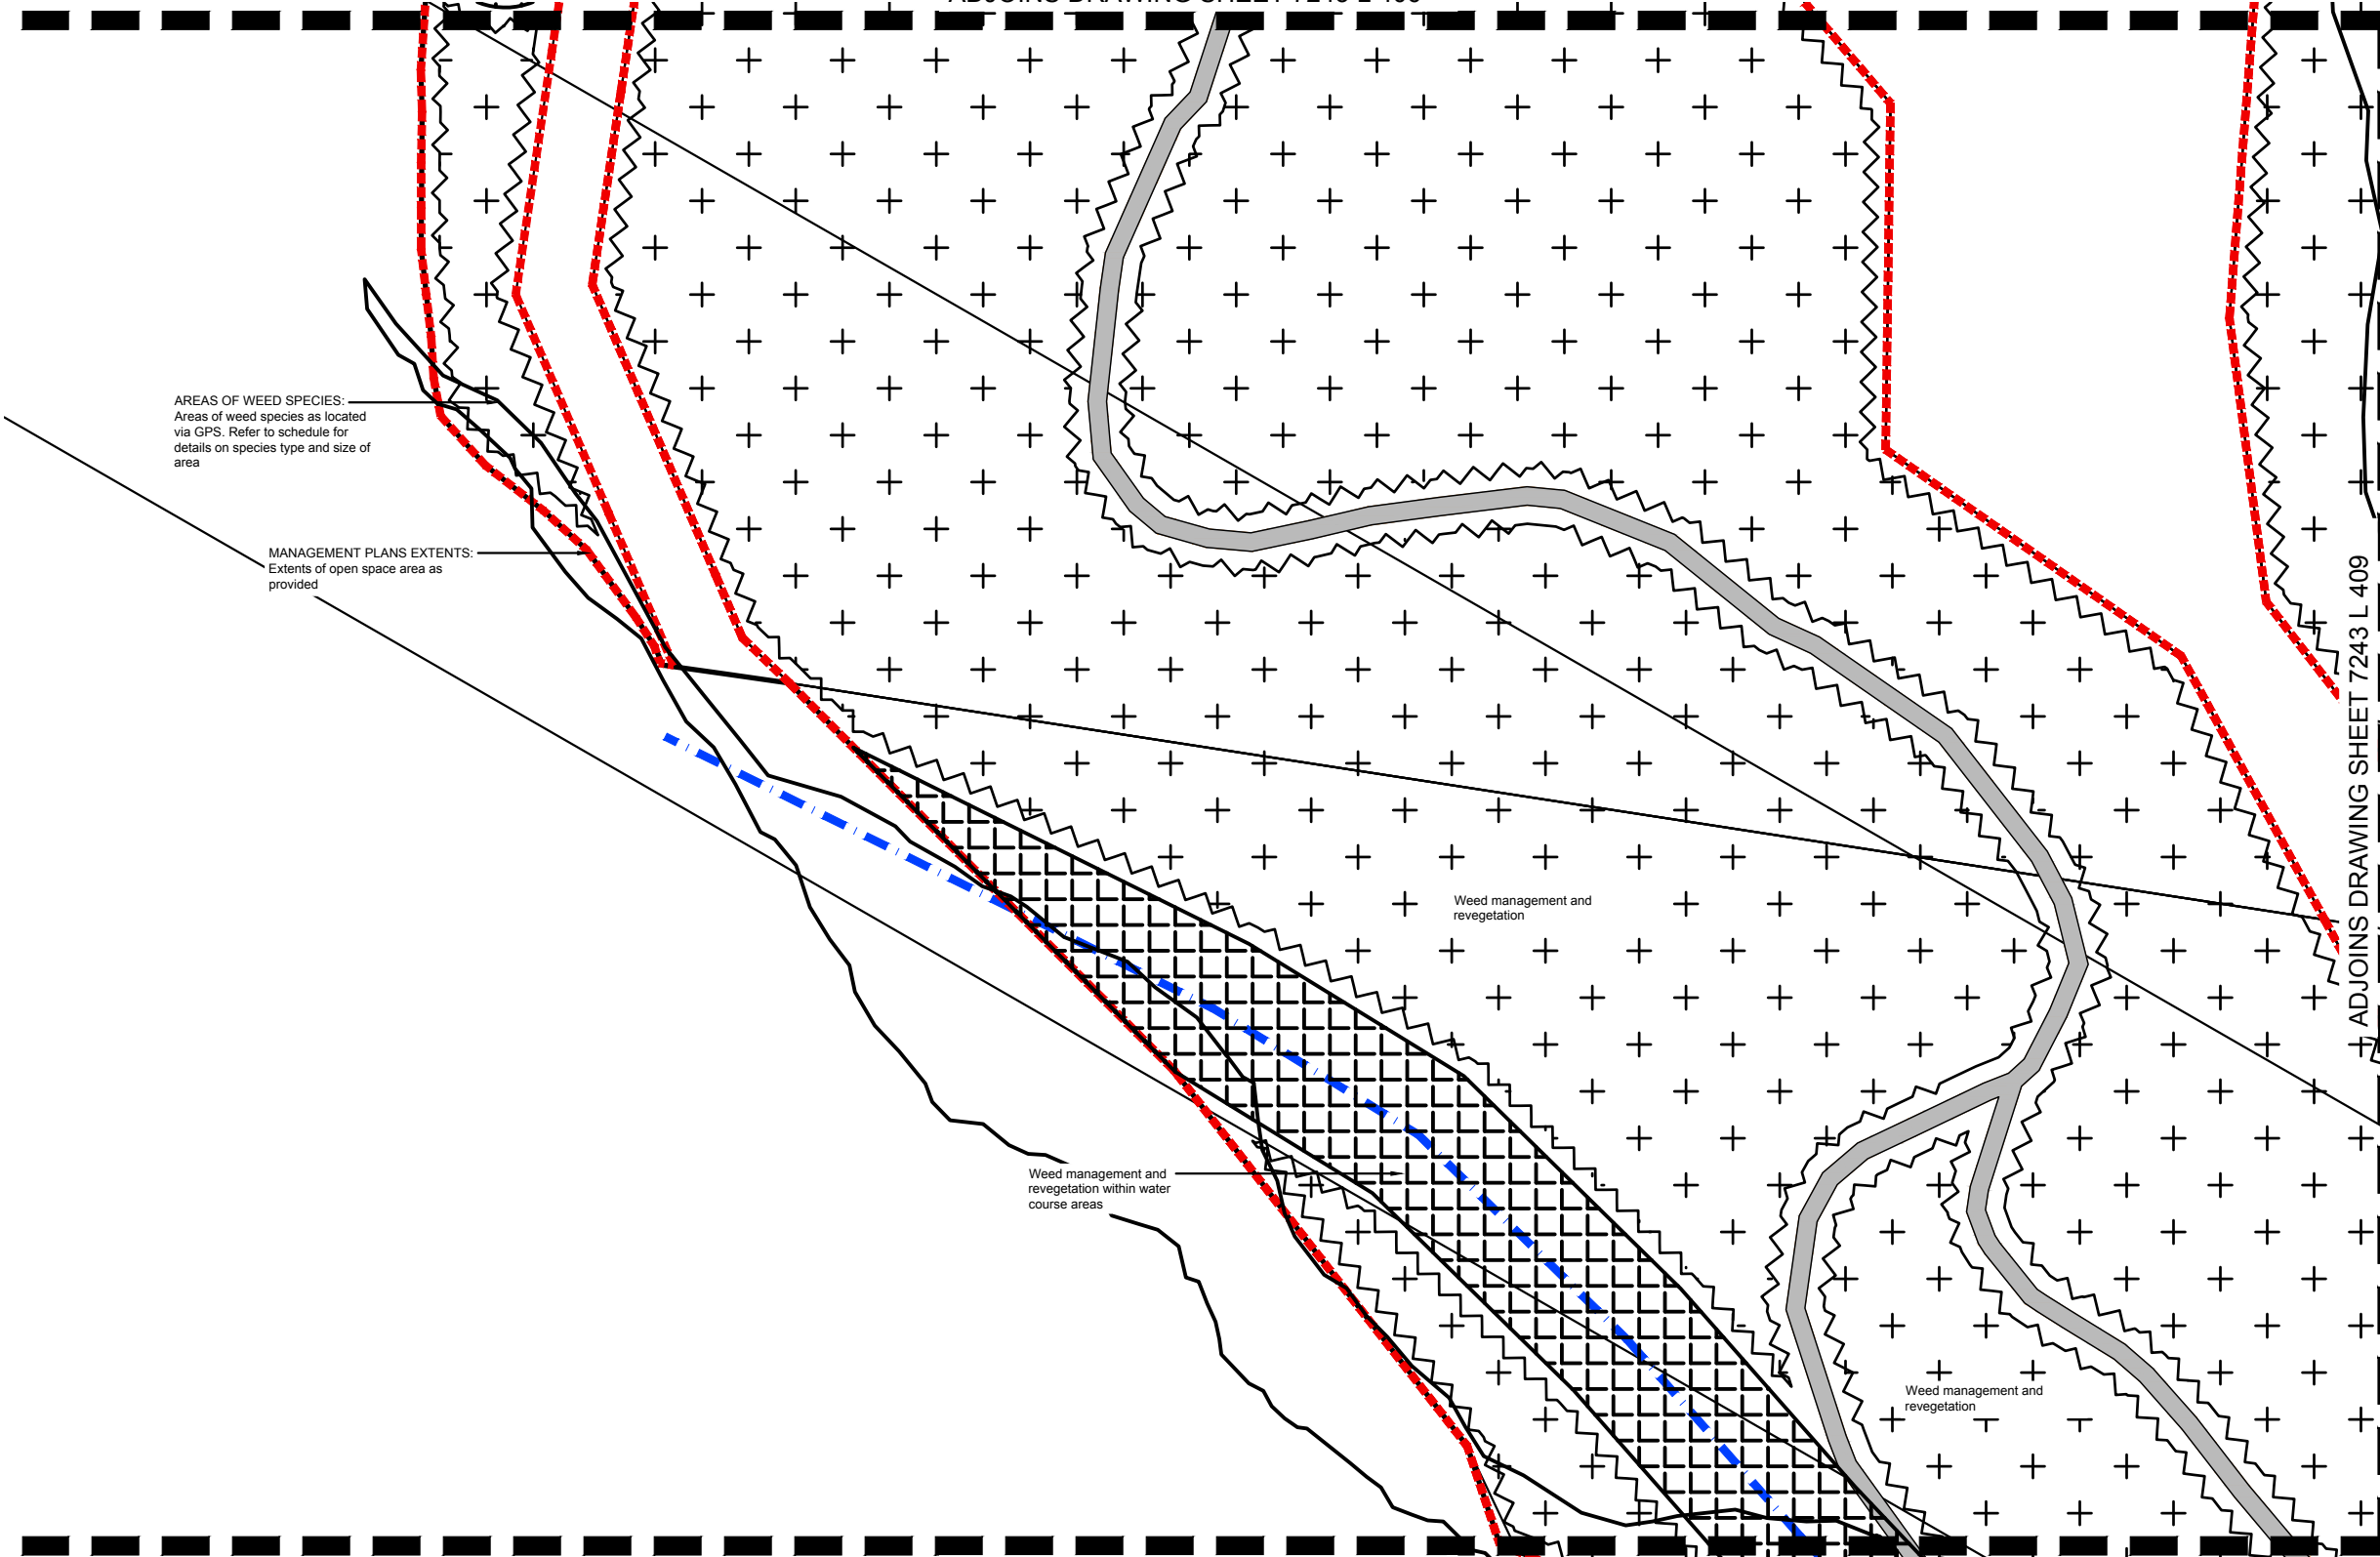 AREAS OF WEED SPECIES:
Areas of weed species as located
via GPS. Refer to schedule for
details on species type and size of
area
MANAGEMENT PLANS EXTENTS:
Extents of open space area as
provided
Weed management and
revegetation
Weed management and
revegetation within water
course areas
Weed management and
revegetation
ADJOINS DRAWING SHEET 7243 L 409